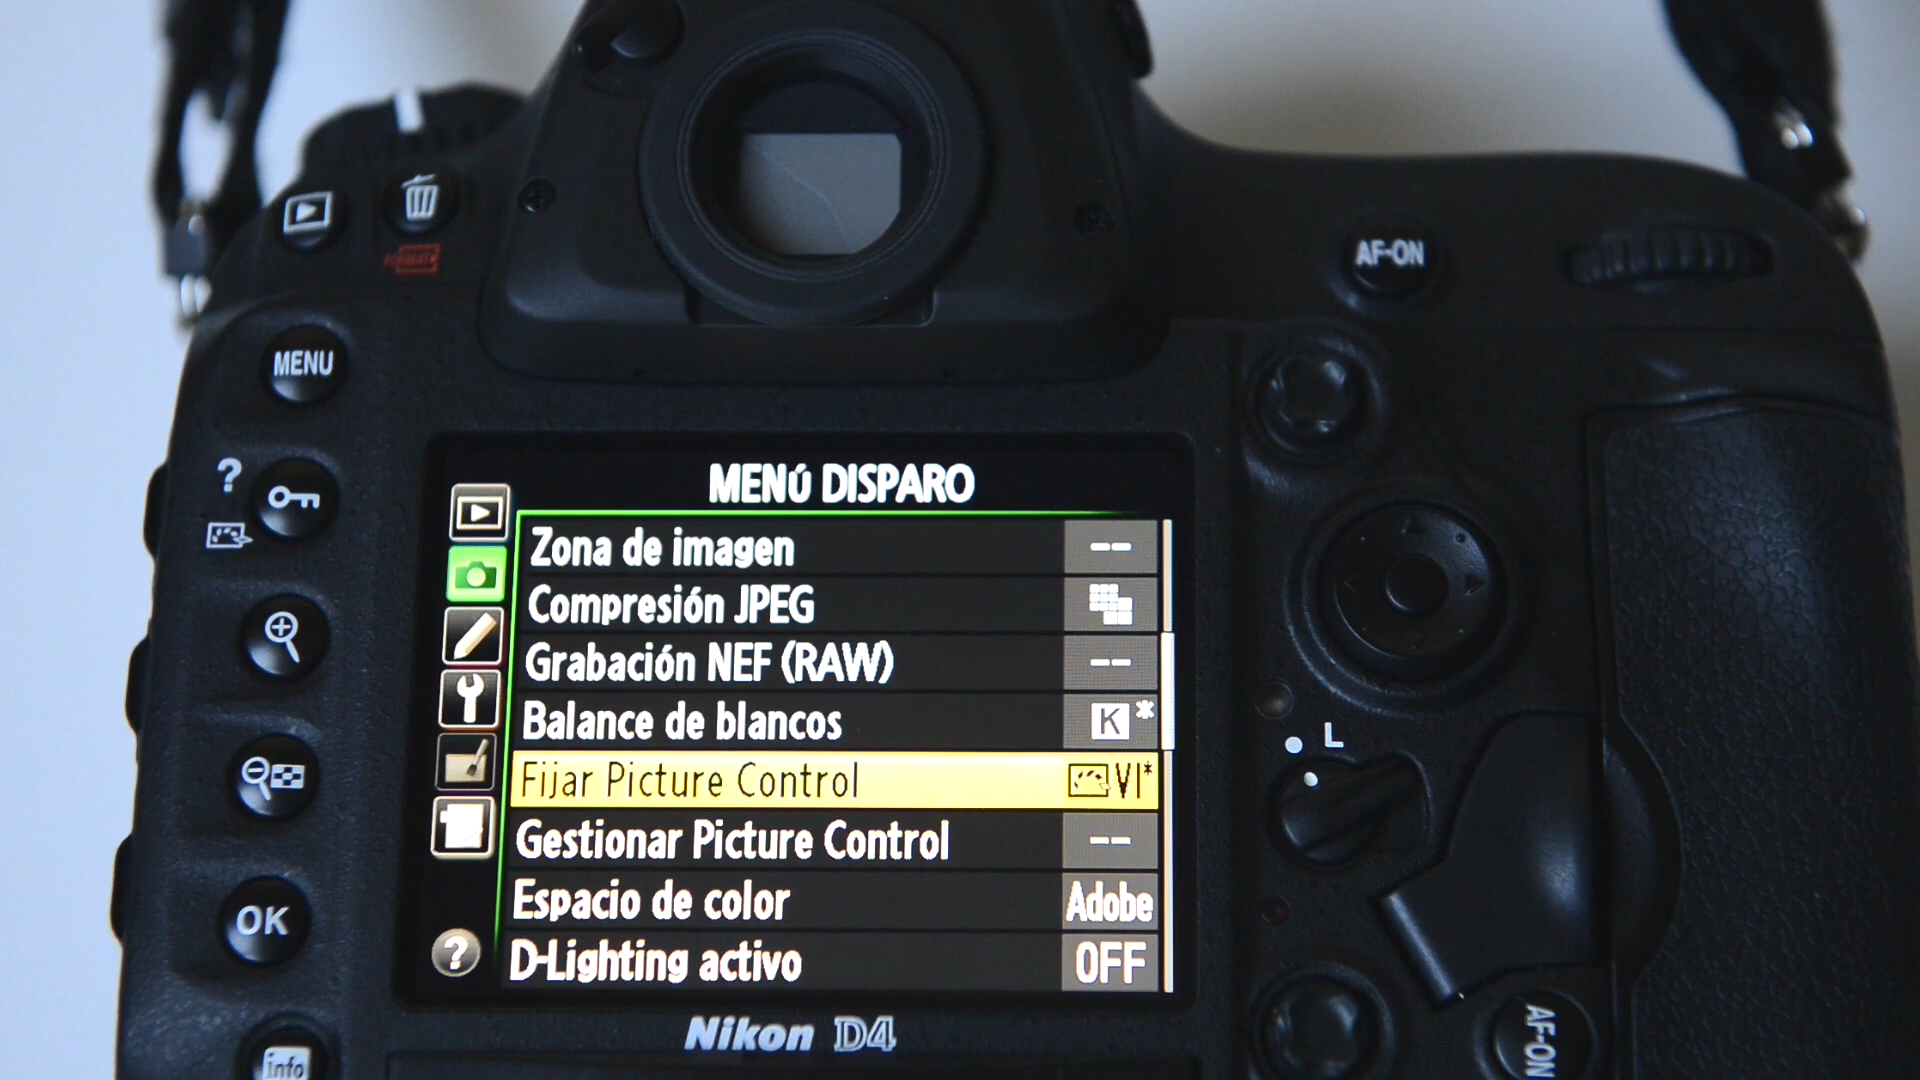 FORMAT
AF-ON
MENU
?
MENÚ DISPARO
Zona de imagen --
Compresión JPEG
Grabación NEF (RAW) --
Balance de blancos K*
L
Fijar Picture Control VI*
Gestionar Picture Control --
Espacio de color Adobe
OK
? D-Lighting activo OFF
Nikon D4
AF-ON
info